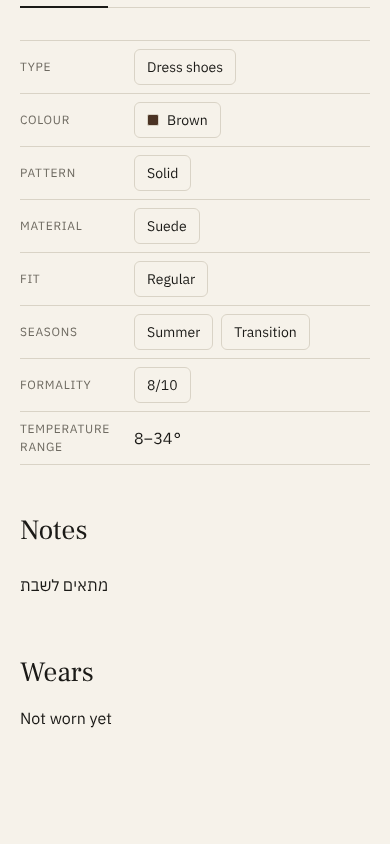 TYPE
Dress shoes
COLOUR
Brown
PATTERN
Solid
MATERIAL
Suede
FIT
Regular
SEASONS
Summer Transition
FORMALITY
8/10
TEMPERATURE
RANGE
8–34°
Notes
מתאים לשבת
Wears
Not worn yet